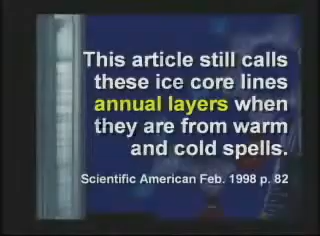 This article still calls
these ice core lines
annual layers when
they are from warm
and cold spells.
Scientific American Feb. 1998 p. 82